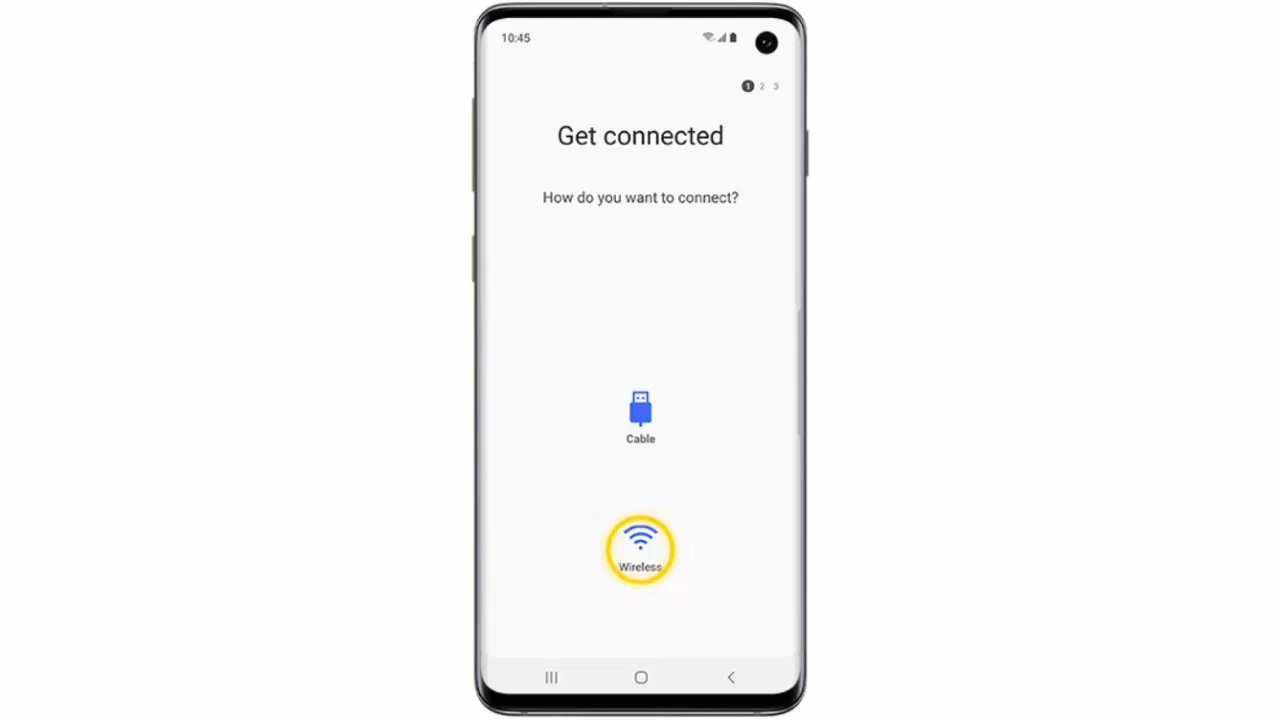 10:45
1 2 3
Get connected
How do you want to connect?
Cable
Wireless